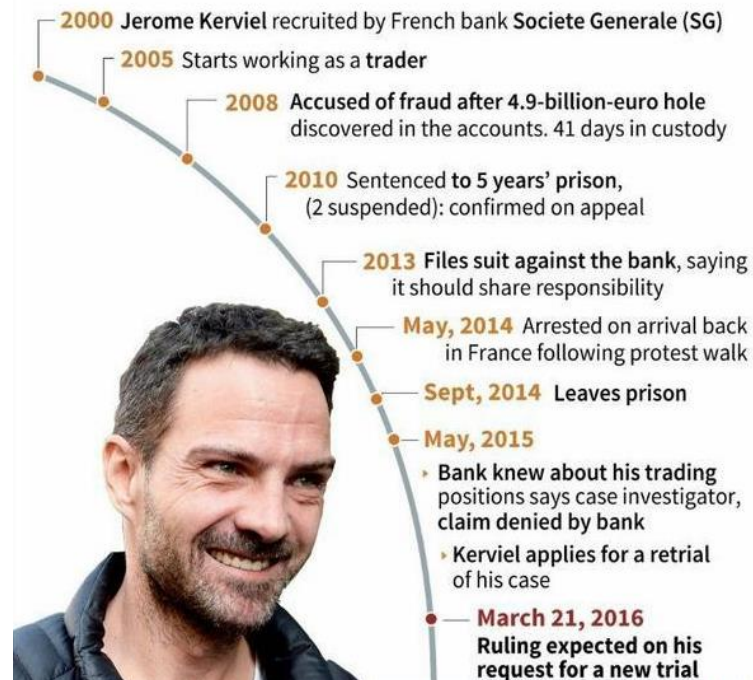 2000 Jerome Kerviel recruited by French bank Societe Generale (SG)
2005 Starts working as a trader
2008 Accused of fraud after 4.9-billion-euro hole
discovered in the accounts. 41 days in custody
2010 Sentenced to 5 years' prison,
(2 suspended): confirmed on appeal
2013 Files suit against the bank, saying
it should share responsibility
May, 2014 Arrested on arrival back
in France following protest walk
Sept, 2014 Leaves prison
May, 2015
Bank knew about his trading
positions says case investigator,
claim denied by bank
Kerviel applies for a retrial
of his case
March 21, 2016
Ruling expected on his
request for a new trial